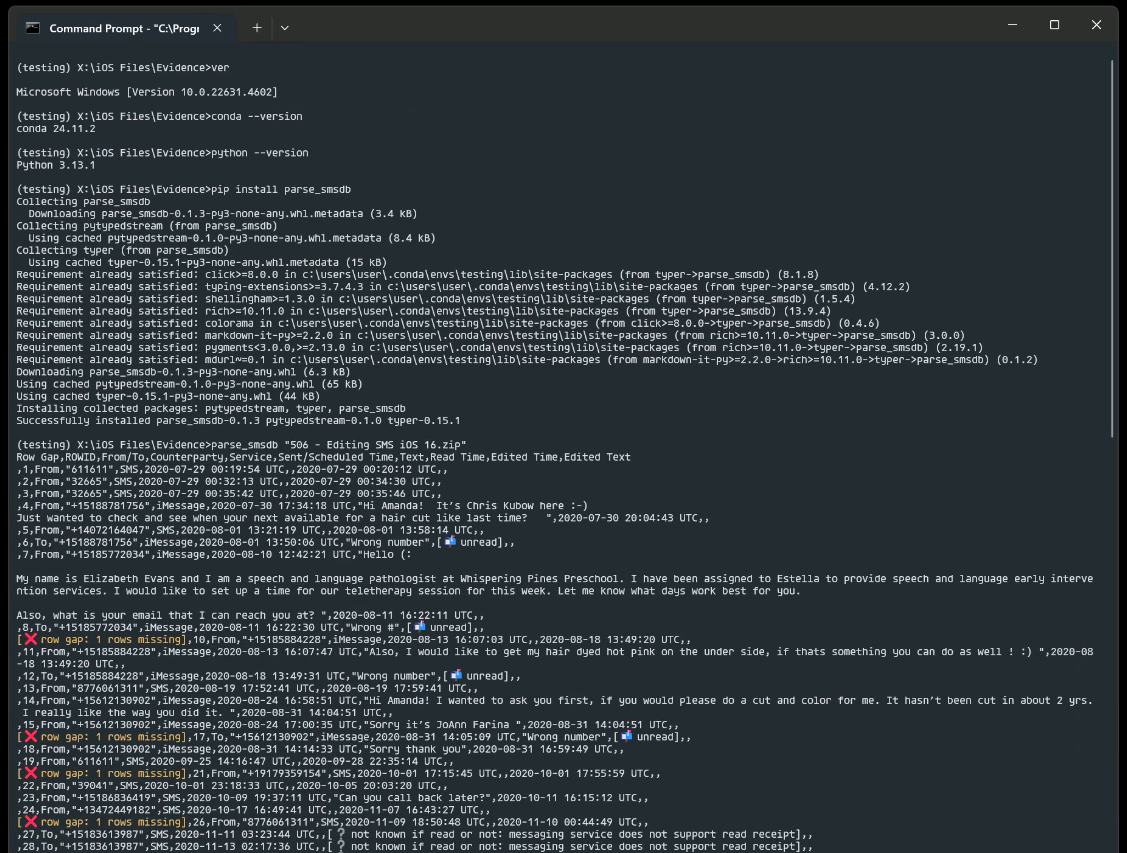 Command Prompt - "C:\Progr
(testing) X:\iOS Files\Evidence>ver
Microsoft Windows [Version 10.0.22631.4602]
(testing) X:\iOS Files\Evidence>conda --version
conda 24.11.2
(testing) X:\iOS Files\Evidence>python --version
Python 3.13.1
(testing) X:\iOS Files\Evidence>pip install parse_smsdb
Collecting parse_smsdb
  Downloading parse_smsdb-0.1.3-py3-none-any.whl.metadata (3.4 kB)
Collecting pytypedstream (from parse_smsdb)
  Using cached pytypedstream-0.1.0-py3-none-any.whl.metadata (8.4 kB)
Collecting typer (from parse_smsdb)
  Using cached typer-0.15.1-py3-none-any.whl.metadata (15 kB)
Requirement already satisfied: click>=8.0.0 in c:\users\user\.conda\envs\testing\lib\site-packages (from typer->parse_smsdb) (8.1.8)
Requirement already satisfied: typing-extensions>=3.7.4.3 in c:\users\user\.conda\envs\testing\lib\site-packages (from typer->parse_smsdb) (4.12.2)
Requirement already satisfied: shellingham>=1.3.0 in c:\users\user\.conda\envs\testing\lib\site-packages (from typer->parse_smsdb) (1.5.4)
Requirement already satisfied: rich>=10.11.0 in c:\users\user\.conda\envs\testing\lib\site-packages (from typer->parse_smsdb) (13.9.4)
Requirement already satisfied: colorama in c:\users\user\.conda\envs\testing\lib\site-packages (from click>=8.0.0->typer->parse_smsdb) (0.4.6)
Requirement already satisfied: markdown-it-py>=2.2.0 in c:\users\user\.conda\envs\testing\lib\site-packages (from rich>=10.11.0->typer->parse_smsdb) (3.0.0)
Requirement already satisfied: pygments<3.0.0,>=2.13.0 in c:\users\user\.conda\envs\testing\lib\site-packages (from rich>=10.11.0->typer->parse_smsdb) (2.19.1)
Requirement already satisfied: mdurl~=0.1 in c:\users\user\.conda\envs\testing\lib\site-packages (from markdown-it-py>=2.2.0->rich>=10.11.0->typer->parse_smsdb) (0.1.2)
Downloading parse_smsdb-0.1.3-py3-none-any.whl (6.3 kB)
Using cached pytypedstream-0.1.0-py3-none-any.whl (65 kB)
Using cached typer-0.15.1-py3-none-any.whl (44 kB)
Installing collected packages: pytypedstream, typer, parse_smsdb
Successfully installed parse_smsdb-0.1.3 pytypedstream-0.1.0 typer-0.15.1
(testing) X:\iOS Files\Evidence>parse_smsdb "506 - Editing SMS iOS 16.zip"
Row Gap,ROWID,From/To,Counterparty,Service,Sent/Scheduled Time,Text,Read Time,Edited Time,Edited Text
,1,From,"611611",SMS,2020-07-29 00:19:54 UTC,,2020-07-29 00:20:12 UTC,,
,2,From,"32665",SMS,2020-07-29 00:32:13 UTC,,2020-07-29 00:34:30 UTC,,
,3,From,"32665",SMS,2020-07-29 00:35:42 UTC,,2020-07-29 00:35:46 UTC,,
,4,From,"+15188781756",iMessage,2020-07-30 17:34:18 UTC,"Hi Amanda!  It’s Chris Kubow here :-)
Just wanted to check and see when your next available for a hair cut like last time?   ",2020-07-30 20:04:43 UTC,,
,5,From,"+14072164047",SMS,2020-08-01 13:21:19 UTC,,2020-08-01 13:58:14 UTC,,
,6,To,"+15188781756",iMessage,2020-08-01 13:50:06 UTC,"Wrong number",[📬 unread],,
,7,From,"+15185772034",iMessage,2020-08-10 12:42:21 UTC,"Hello (:
My name is Elizabeth Evans and I am a speech and language pathologist at Whispering Pines Preschool. I have been assigned to Estella to provide speech and language early interve
ntion services. I would like to set up a time for our teletherapy session for this week. Let me know what days work best for you.
Also, what is your email that I can reach you at? ",2020-08-11 16:22:11 UTC,,
,8,To,"+15185772034",iMessage,2020-08-11 16:22:30 UTC,"Wrong #",[📬 unread],,
[❌ row gap: 1 rows missing],10,From,"+15185884228",iMessage,2020-08-13 16:07:03 UTC,,2020-08-18 13:49:20 UTC,,
,11,From,"+15185884228",iMessage,2020-08-13 16:07:47 UTC,"Also, I would like to get my hair dyed hot pink on the under side, if thats something you can do as well ! :) ",2020-08
-18 13:49:20 UTC,,
,12,To,"+15185884228",iMessage,2020-08-18 13:49:31 UTC,"Wrong number",[📬 unread],,
,13,From,"8776061311",SMS,2020-08-19 17:52:41 UTC,,2020-08-19 17:59:41 UTC,,
,14,From,"+15612130902",iMessage,2020-08-24 16:58:51 UTC,"Hi Amanda! I wanted to ask you first, if you would please do a cut and color for me. It hasn’t been cut in about 2 yrs.
 I really like the way you did it. ",2020-08-31 14:04:51 UTC,,
,15,From,"+15612130902",iMessage,2020-08-24 17:00:35 UTC,"Sorry it’s JoAnn Farina ",2020-08-31 14:04:51 UTC,,
[❌ row gap: 1 rows missing],17,To,"+15612130902",iMessage,2020-08-31 14:05:09 UTC,"Wrong number",[📬 unread],,
,18,From,"+15612130902",iMessage,2020-08-31 14:14:33 UTC,"Sorry thank you",2020-08-31 16:59:49 UTC,,
,19,From,"611611",SMS,2020-09-25 14:16:47 UTC,,2020-09-28 22:35:14 UTC,,
[❌ row gap: 1 rows missing],21,From,"+19179359154",SMS,2020-10-01 17:15:45 UTC,,2020-10-01 17:55:59 UTC,,
,22,From,"39041",SMS,2020-10-01 23:18:33 UTC,,2020-10-05 20:03:20 UTC,,
,23,From,"+15186836419",SMS,2020-10-09 19:37:11 UTC,"Can you call back later?",2020-10-11 16:15:12 UTC,,
,24,From,"+13472449182",SMS,2020-10-17 16:49:41 UTC,,2020-11-07 16:43:27 UTC,,
[❌ row gap: 1 rows missing],26,From,"8776061311",SMS,2020-11-09 18:50:48 UTC,,2020-11-10 00:44:49 UTC,,
,27,To,"+15183613987",SMS,2020-11-11 03:23:44 UTC,,[❔ not known if read or not: messaging service does not support read receipt],,
,28,To,"+15183613987",SMS,2020-11-13 02:17:36 UTC,,[❔ not known if read or not: messaging service does not support read receipt],,